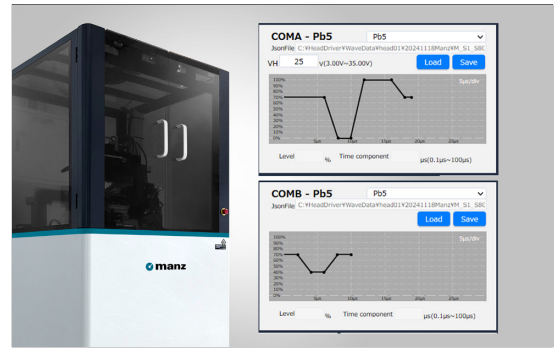 COMA - Pb5
Pb5
JsonFile C:¥HeadDriver¥WaveData¥head01¥20241118Manz¥M_S1_S80
VH 25 V(3.00V~35.00V)
Load Save
5μs/div
100%
90%
80%
70%
60%
50%
40%
30%
20%
10%
0%
5μs 10μs 15μs 20μs 25μs
Level % Time component μs(0.1μs~100μs)
COMB - Pb5
Pb5
JsonFile C:¥HeadDriver¥WaveData¥head01¥20241118Manz¥M_S1_S80
Load Save
5μs/div
100%
90%
80%
70%
60%
50%
40%
30%
20%
10%
0%
5μs 10μs 15μs 20μs 25μs
Level % Time component μs(0.1μs~100μs)
manz